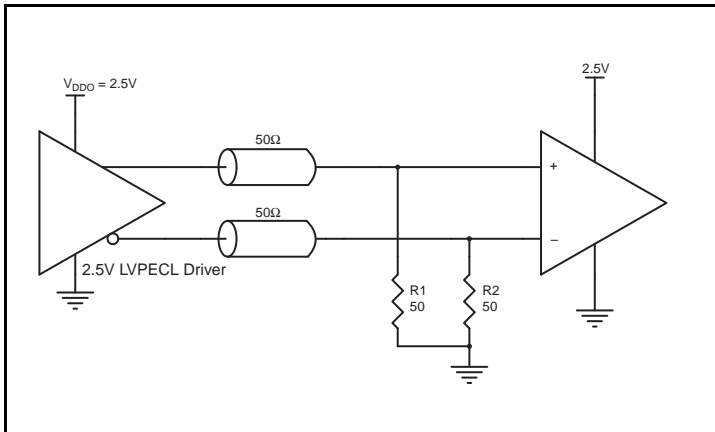 V_DDO = 2.5V
2.5V
50Ω
+
50Ω
–
2.5V LVPECL Driver
R1
50
R2
50